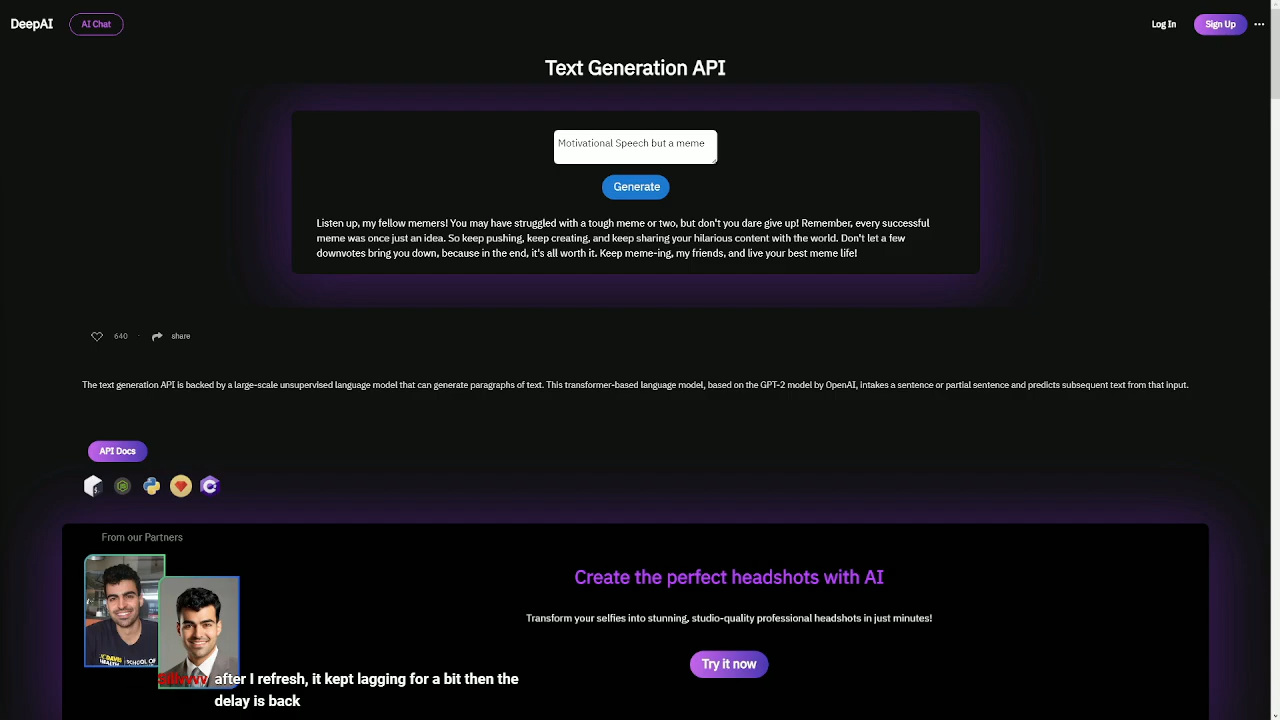 DeepAI
AI Chat
Log In
Sign Up
Text Generation API
Motivational Speech but a meme
Generate
Listen up, my fellow memers! You may have struggled with a tough meme or two, but don't you dare give up! Remember, every successful
meme was once just an idea. So keep pushing, keep creating, and keep sharing your hilarious content with the world. Don't let a few
downvotes bring you down, because in the end, it's all worth it. Keep meme-ing, my friends, and live your best meme life!
640
share
The text generation API is backed by a large-scale unsupervised language model that can generate paragraphs of text. This transformer-based language model, based on the GPT-2 model by OpenAI, intakes a sentence or partial sentence and predicts subsequent text from that input.
API Docs
From our Partners
Create the perfect headshots with AI
Transform your selfies into stunning, studio-quality professional headshots in just minutes!
Try it now
SCHOOL OF
HEALTH
after I refresh, it kept lagging for a bit then the
delay is back